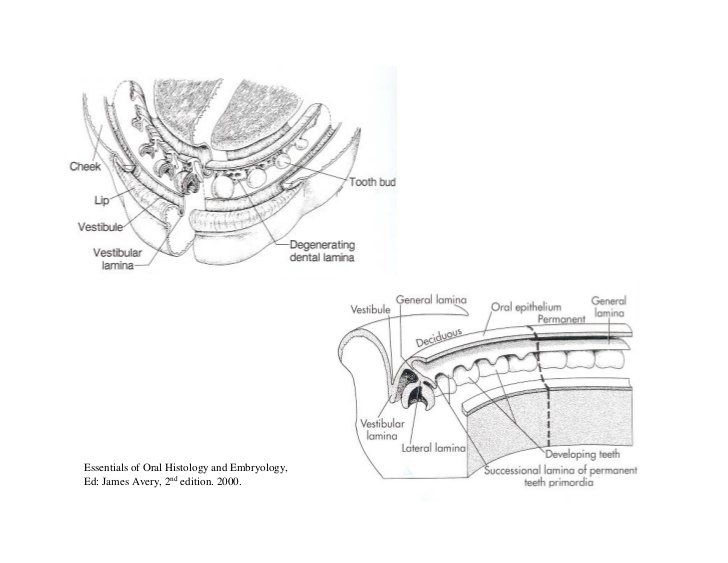 Cheek
Tooth bud
Lip
Vestibule
Vestibular
lamina
Degenerating
dental lamina
General lamina
General
lamina
Vestibule
Oral epithelium
Permanent
Deciduous
Vestibular
lamina
Lateral lamina
Developing teeth
Successional lamina of permanent
teeth primordia
Essentials of Oral Histology and Embryology,
Ed: James Avery, 2nd edition. 2000.